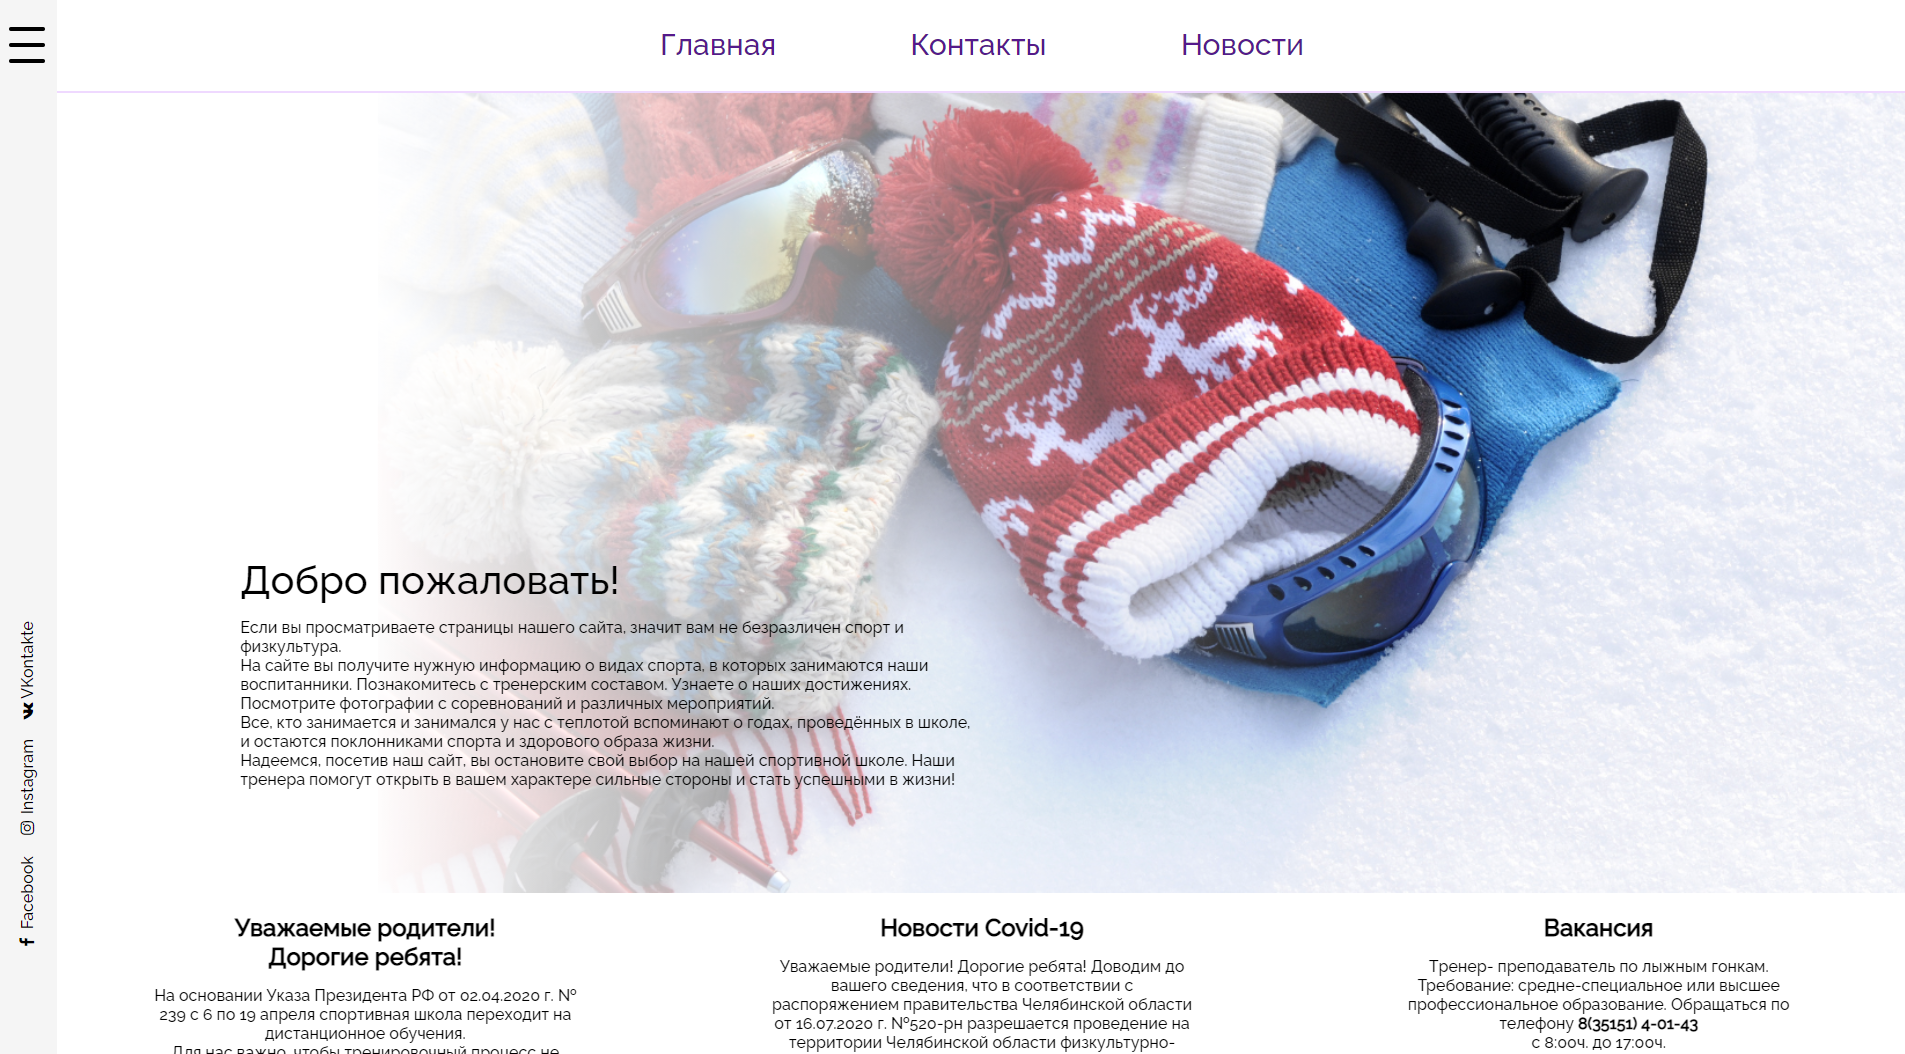 Главная
Контакты
Новости
Добро пожаловать!
Если вы просматриваете страницы нашего сайта, значит вам не безразличен спорт и
физкультура.
На сайте вы получите нужную информацию о видах спорта, в которых занимаются наши
воспитанники. Познакомитесь с тренерским составом. Узнаете о наших достижениях.
Посмотрите фотографии с соревнований и различных мероприятий.
Все, кто занимается и занимался у нас с теплотой вспоминают о годах, проведённых в школе,
и остаются поклонниками спорта и здорового образа жизни.
Надеемся, посетив наш сайт, вы остановите свой выбор на нашей спортивной школе. Наши
тренера помогут открыть в вашем характере сильные стороны и стать успешными в жизни!
VKontakte
Instagram
Facebook
Уважаемые родители!
Дорогие ребята!
На основании Указа Президента РФ от 02.04.2020 г. №
239 с 6 по 19 апреля спортивная школа переходит на
дистанционное обучения.
Для нас важно, чтобы тренировочный процесс не
Новости Covid-19
Уважаемые родители! Дорогие ребята! Доводим до
вашего сведения, что в соответствии с
распоряжением правительства Челябинской области
от 16.07.2020 г. №520-рн разрешается проведение на
территории Челябинской области физкультурно-
Вакансия
Тренер- преподаватель по лыжным гонкам.
Требование: средне-специальное или высшее
профессиональное образование. Обращаться по
телефону 8(35151) 4-01-43
с 8:00ч. до 17:00ч.